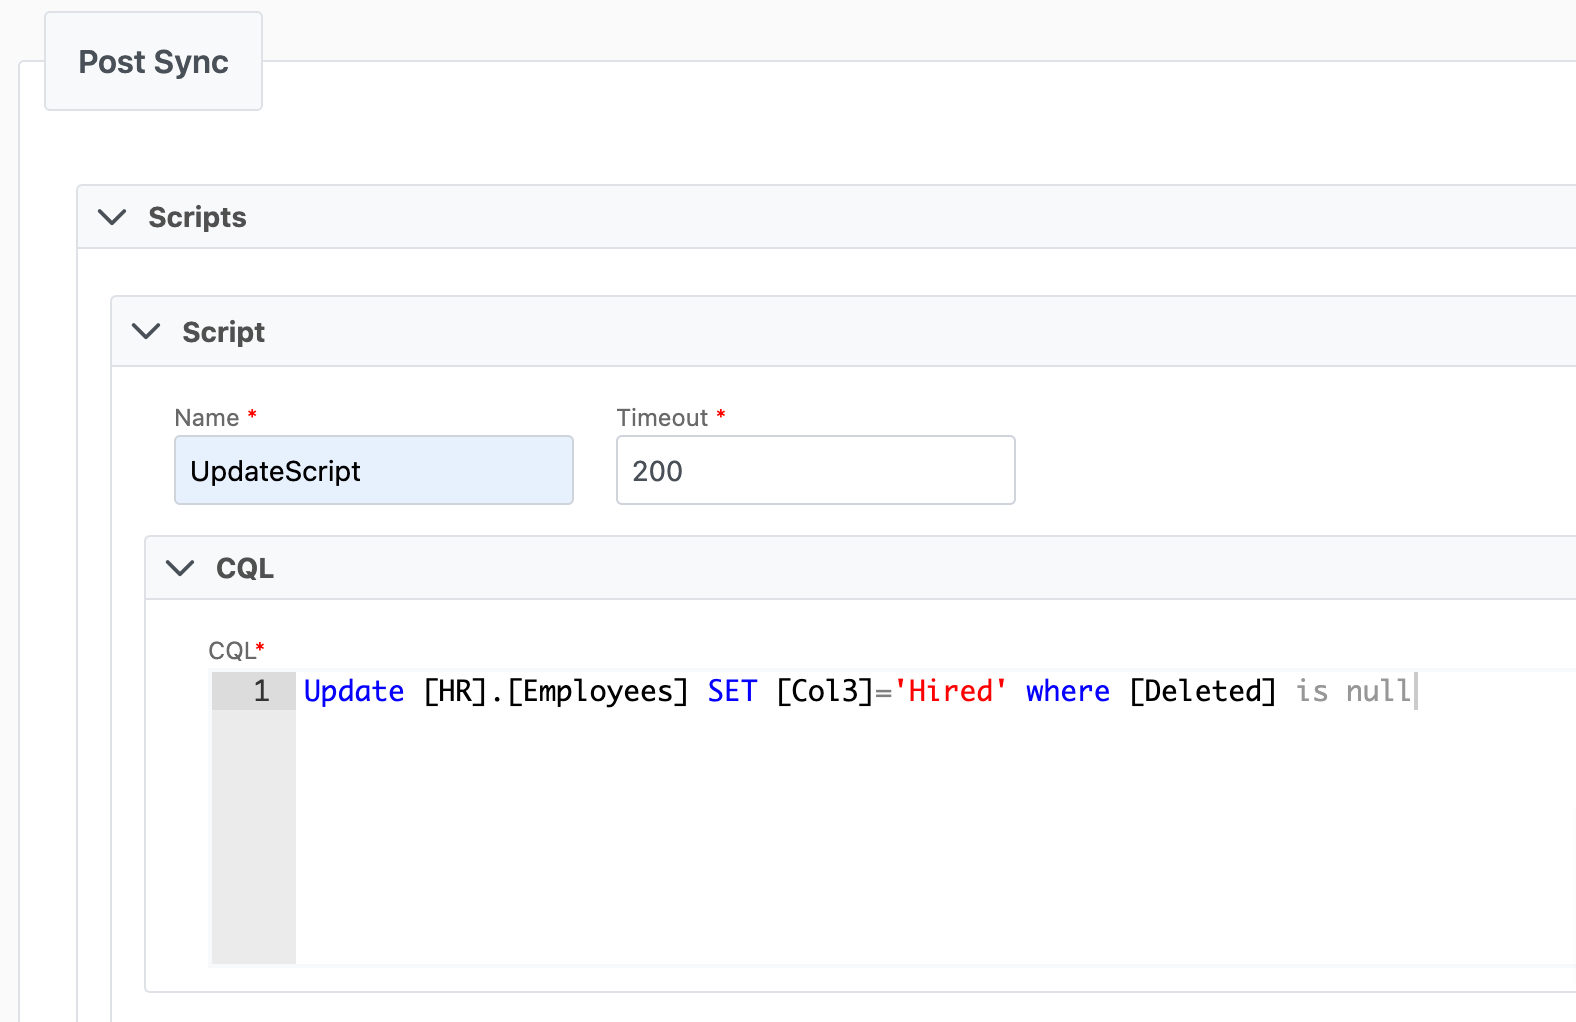 Post Sync
Scripts
Script
Name * Timeout *
UpdateScript 200
CQL
CQL*
1 Update [HR].[Employees] SET [Col3]='Hired' where [Deleted] is null